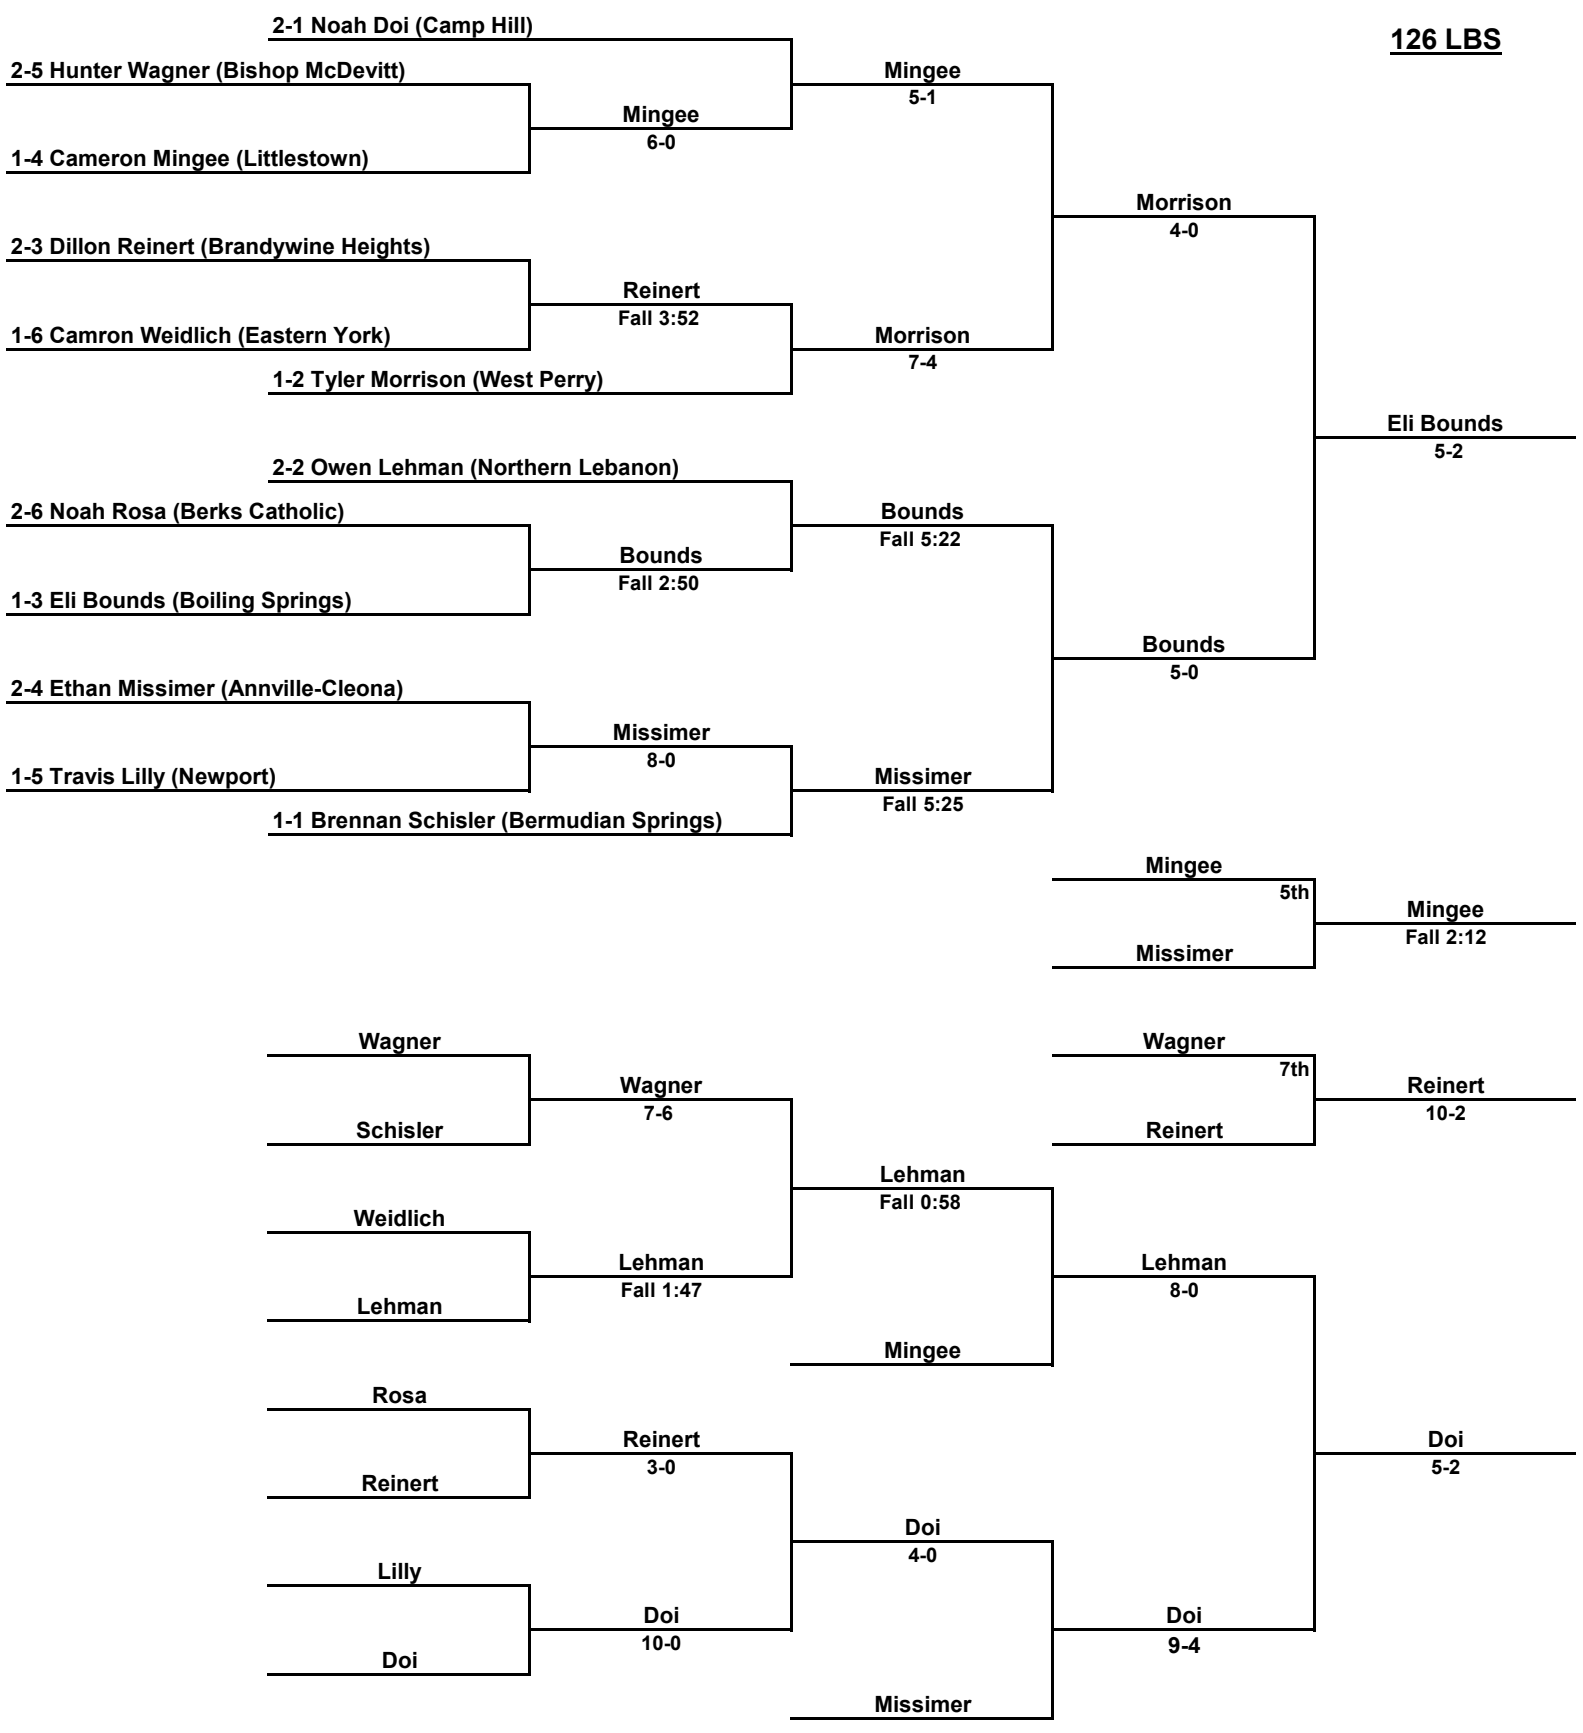 2-1 Noah Doi (Camp Hill)
126 LBS
2-5 Hunter Wagner (Bishop McDevitt)
Mingee
5-1
Mingee
6-0
1-4 Cameron Mingee (Littlestown)
Morrison
4-0
2-3 Dillon Reinert (Brandywine Heights)
Reinert
Fall 3:52
1-6 Camron Weidlich (Eastern York)
Morrison
7-4
1-2 Tyler Morrison (West Perry)
Eli Bounds
5-2
2-2 Owen Lehman (Northern Lebanon)
2-6 Noah Rosa (Berks Catholic)
Bounds
Fall 5:22
Bounds
Fall 2:50
1-3 Eli Bounds (Boiling Springs)
Bounds
5-0
2-4 Ethan Missimer (Annville-Cleona)
Missimer
8-0
1-5 Travis Lilly (Newport)
Missimer
Fall 5:25
1-1 Brennan Schisler (Bermudian Springs)
Mingee
5th
Mingee
Fall 2:12
Missimer
Wagner
Wagner
7th
Wagner
7-6
Reinert
10-2
Schisler
Reinert
Lehman
Fall 0:58
Weidlich
Lehman
Fall 1:47
Lehman
8-0
Lehman
Mingee
Rosa
Reinert
3-0
Doi
5-2
Reinert
Doi
4-0
Lilly
Doi
10-0
Doi
9-4
Doi
Missimer